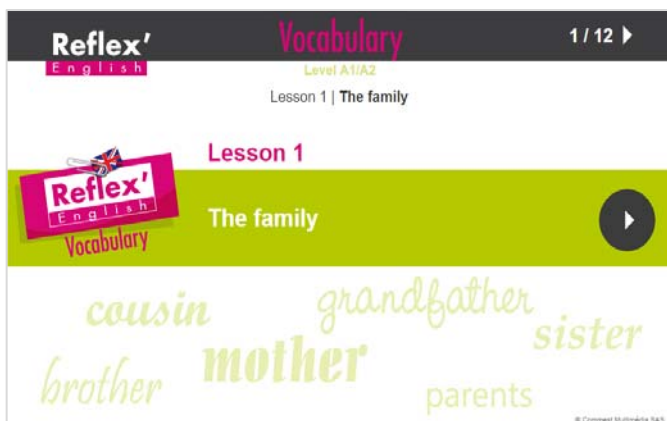 Reflex'
English
Vocabulary
1 / 12
Level A1/A2
Lesson 1 | The family
Lesson 1
Reflex'
English
Vocabulary
The family
cousin
grandfather
sister
brother
mother
parents